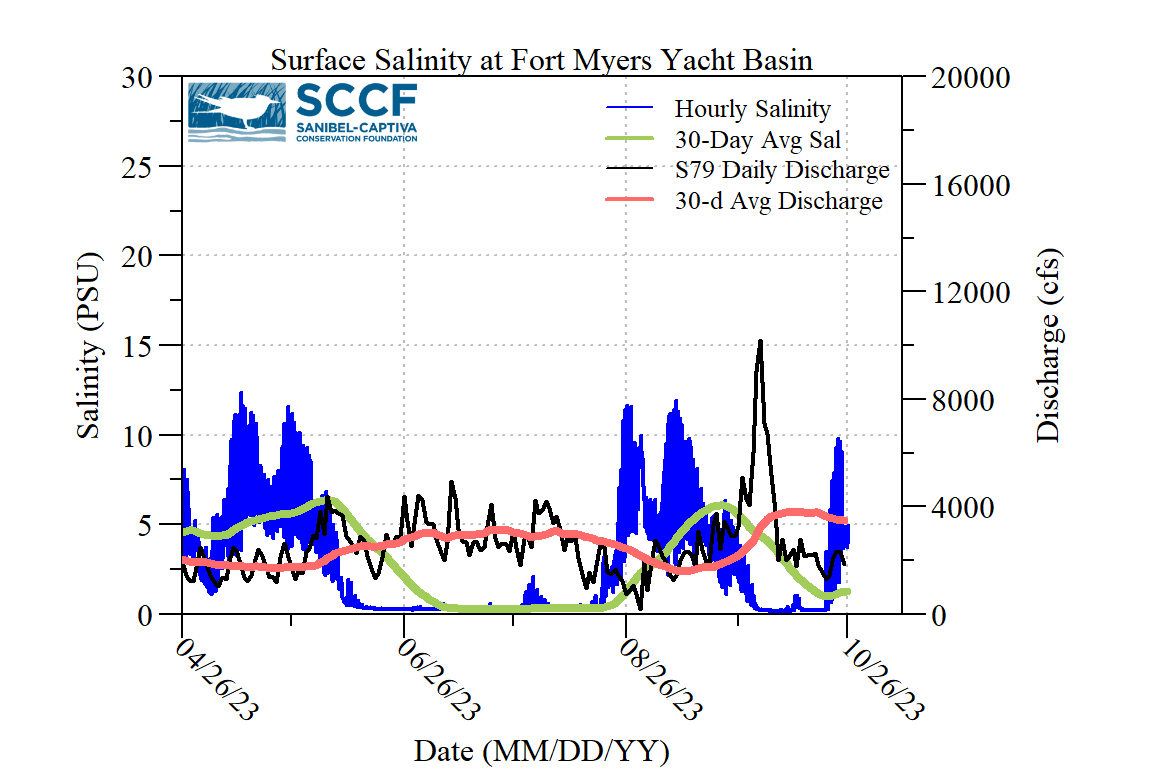 Surface Salinity at Fort Myers Yacht Basin
SCCF
SANIBEL-CAPTIVA
CONSERVATION FOUNDATION
Hourly Salinity
30-Day Avg Sal
S79 Daily Discharge
30-d Avg Discharge
Salinity (PSU)
30
25
20
15
10
5
0
20000
16000
12000
8000
4000
0
Discharge (cfs)
04/26/23
06/26/23
08/26/23
10/26/23
Date (MM/DD/YY)